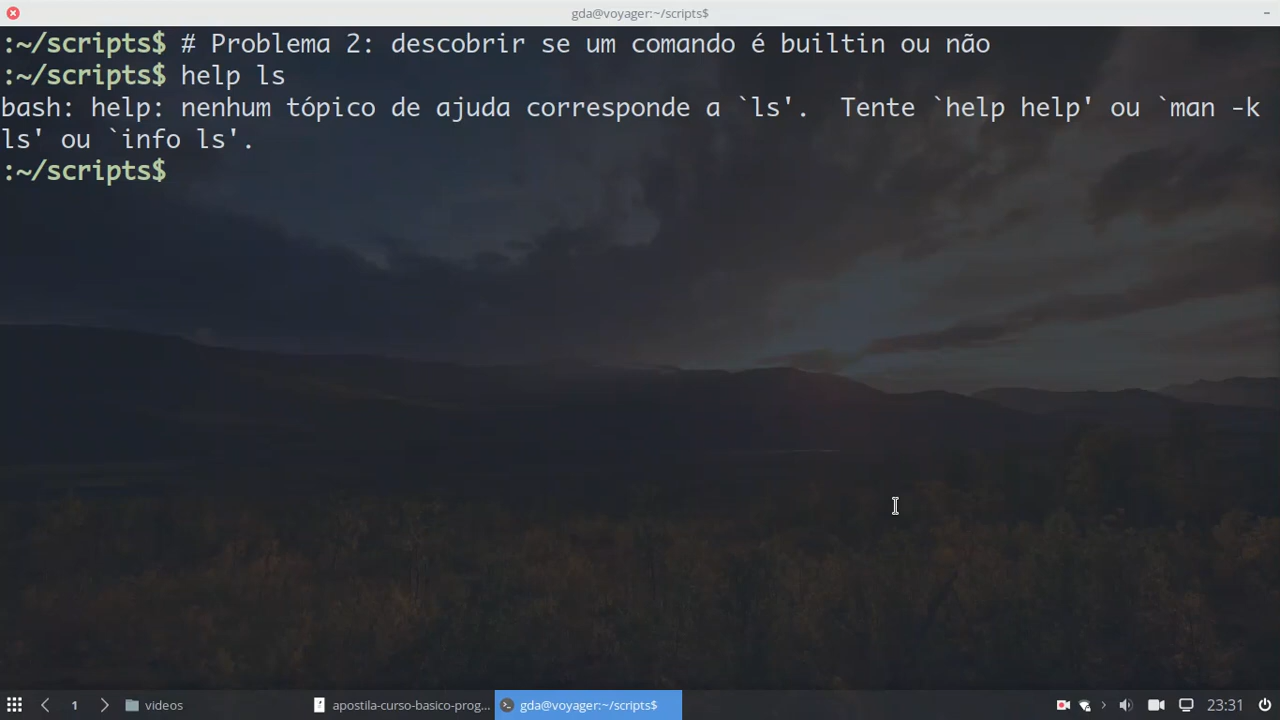 gda@voyager:~/scripts$
:~/scripts$ # Problema 2: descobrir se um comando é builtin ou não
:~/scripts$ help ls
bash: help: nenhum tópico de ajuda corresponde a `ls'.  Tente `help help' ou `man -k
ls' ou `info ls'.
:~/scripts$
1 videos apostila-curso-basico-prog... gda@voyager:~/scripts$ 23:31